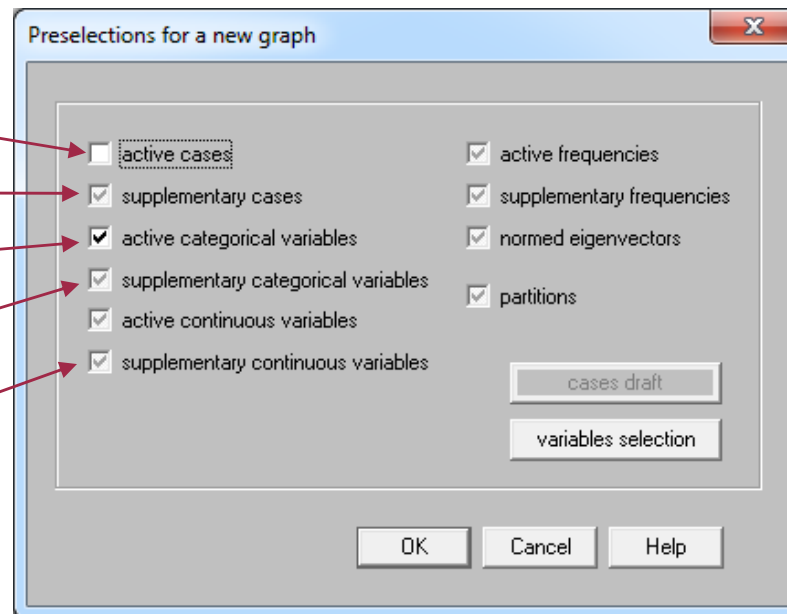 Preselections for a new graph
active cases
supplementary cases
active categorical variables
supplementary categorical variables
active continuous variables
supplementary continuous variables
active frequencies
supplementary frequencies
normed eigenvectors
partitions
cases draft
variables selection
OK
Cancel
Help